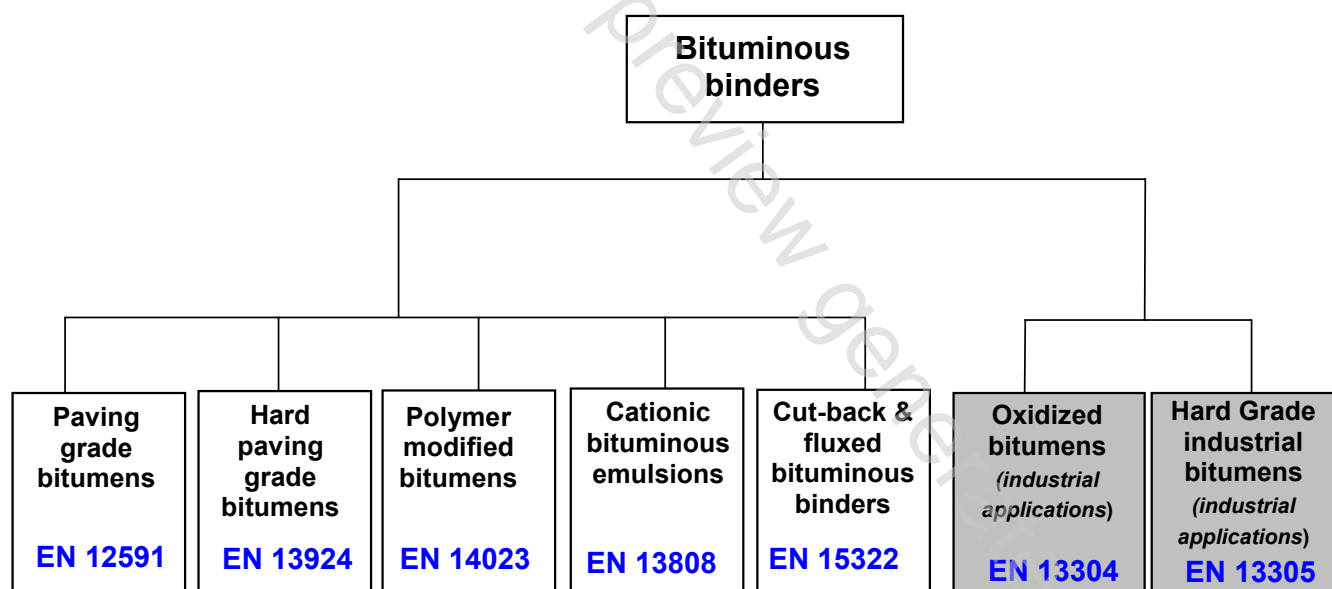 Bituminous
binders
Paving
grade
bitumens
EN 12591
Hard
paving
grade
bitumens
EN 13924
Polymer
modified
bitumens
EN 14023
Cationic
bituminous
emulsions
EN 13808
Cut-back &
fluxed
bituminous
binders
EN 15322
Oxidized
bitumens
(industrial
applications)
EN 13304
Hard Grade
industrial
bitumens
(industrial
applications)
EN 13305
preview generate